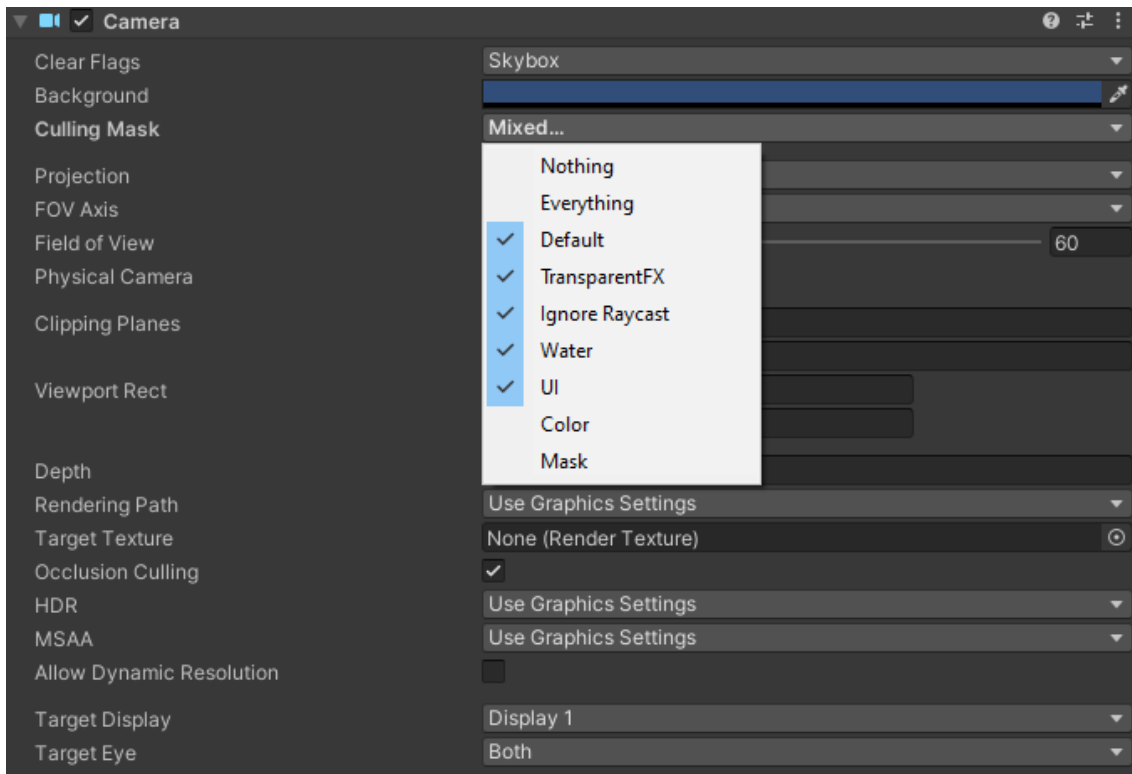 Camera
Clear Flags Skybox
Background
Culling Mask Mixed...
Nothing
Projection
Everything
FOV Axis
Default
Field of View 60
TransparentFX
Physical Camera
Ignore Raycast
Clipping Planes
Water
UI
Viewport Rect
Color
Mask
Depth
Rendering Path Use Graphics Settings
Target Texture None (Render Texture)
Occlusion Culling
HDR Use Graphics Settings
MSAA Use Graphics Settings
Allow Dynamic Resolution
Target Display Display 1
Target Eye Both